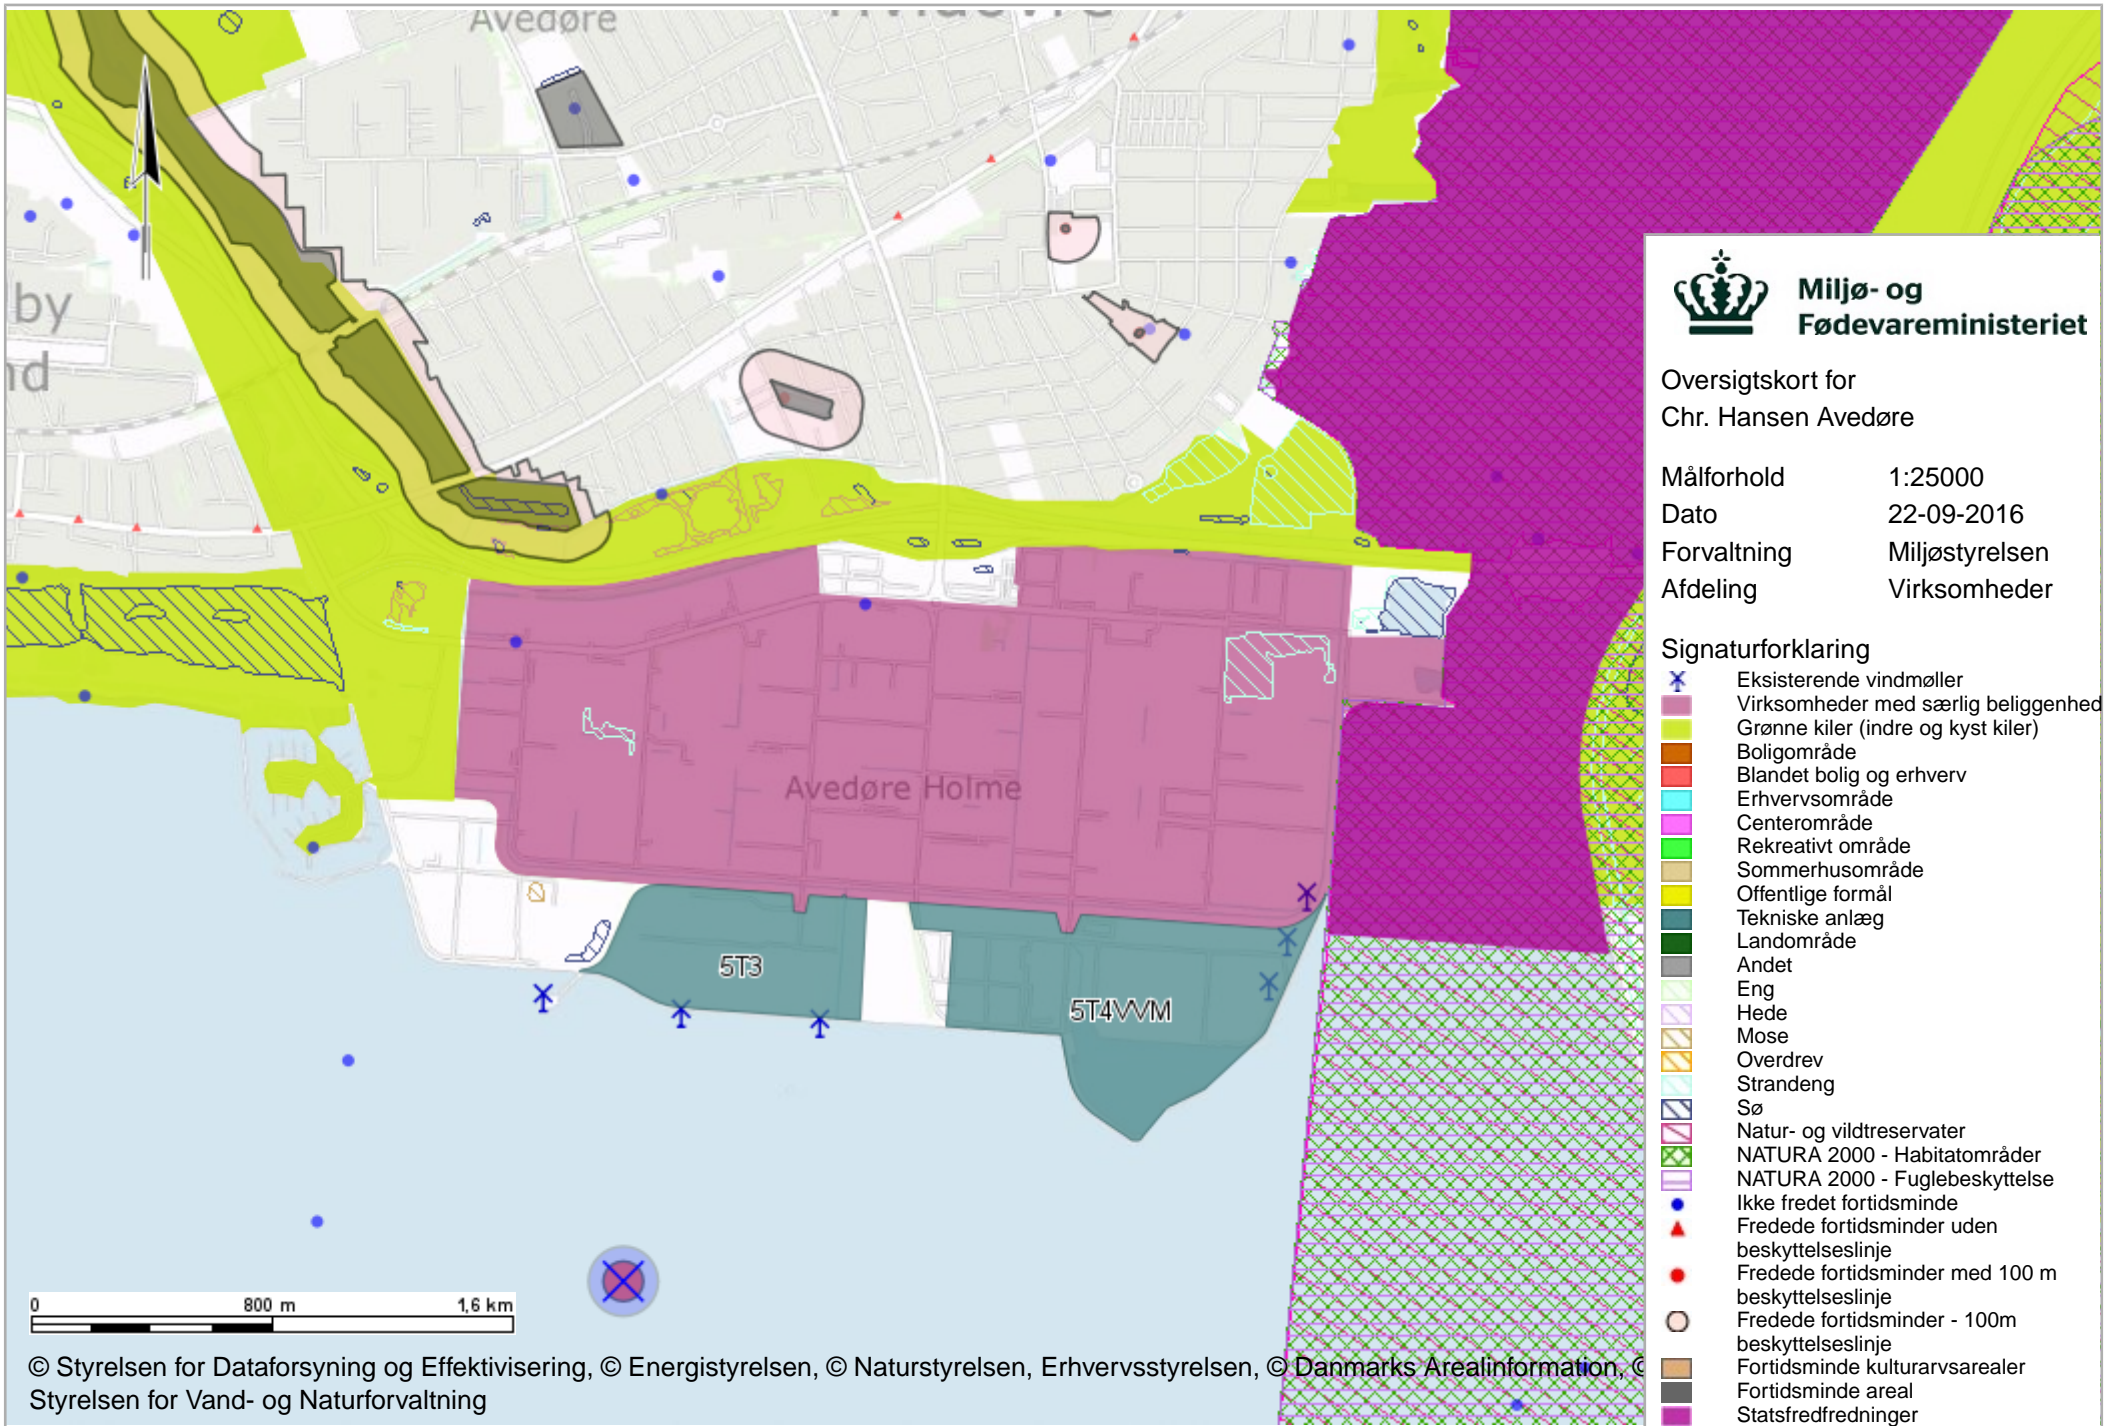 Avedøre
by
nd
Avedøre Holme
5T3
5T4VVM
0 800 m 1,6 km
© Styrelsen for Dataforsyning og Effektivisering, © Energistyrelsen, © Naturstyrelsen, Erhvervsstyrelsen, © Danmarks Arealinformation, ©
Styrelsen for Vand- og Naturforvaltning
Miljø- og
Fødevareministeriet
Oversigtskort for
Chr. Hansen Avedøre
Målforhold 1:25000
Dato 22-09-2016
Forvaltning Miljøstyrelsen
Afdeling Virksomheder
Signaturforklaring
Eksisterende vindmøller
Virksomheder med særlig beliggenhed
Grønne kiler (indre og kyst kiler)
Boligområde
Blandet bolig og erhverv
Erhvervsområde
Centerområde
Rekreativt område
Sommerhusområde
Offentlige formål
Tekniske anlæg
Landområde
Andet
Eng
Hede
Mose
Overdrev
Strandeng
Sø
Natur- og vildtreservater
NATURA 2000 - Habitatområder
NATURA 2000 - Fuglebeskyttelse
Ikke fredet fortidsminde
Fredede fortidsminder uden
beskyttelseslinje
Fredede fortidsminder med 100 m
beskyttelseslinje
Fredede fortidsminder - 100m
beskyttelseslinje
Fortidsminde kulturarvsarealer
Fortidsminde areal
Statsfredfredninger